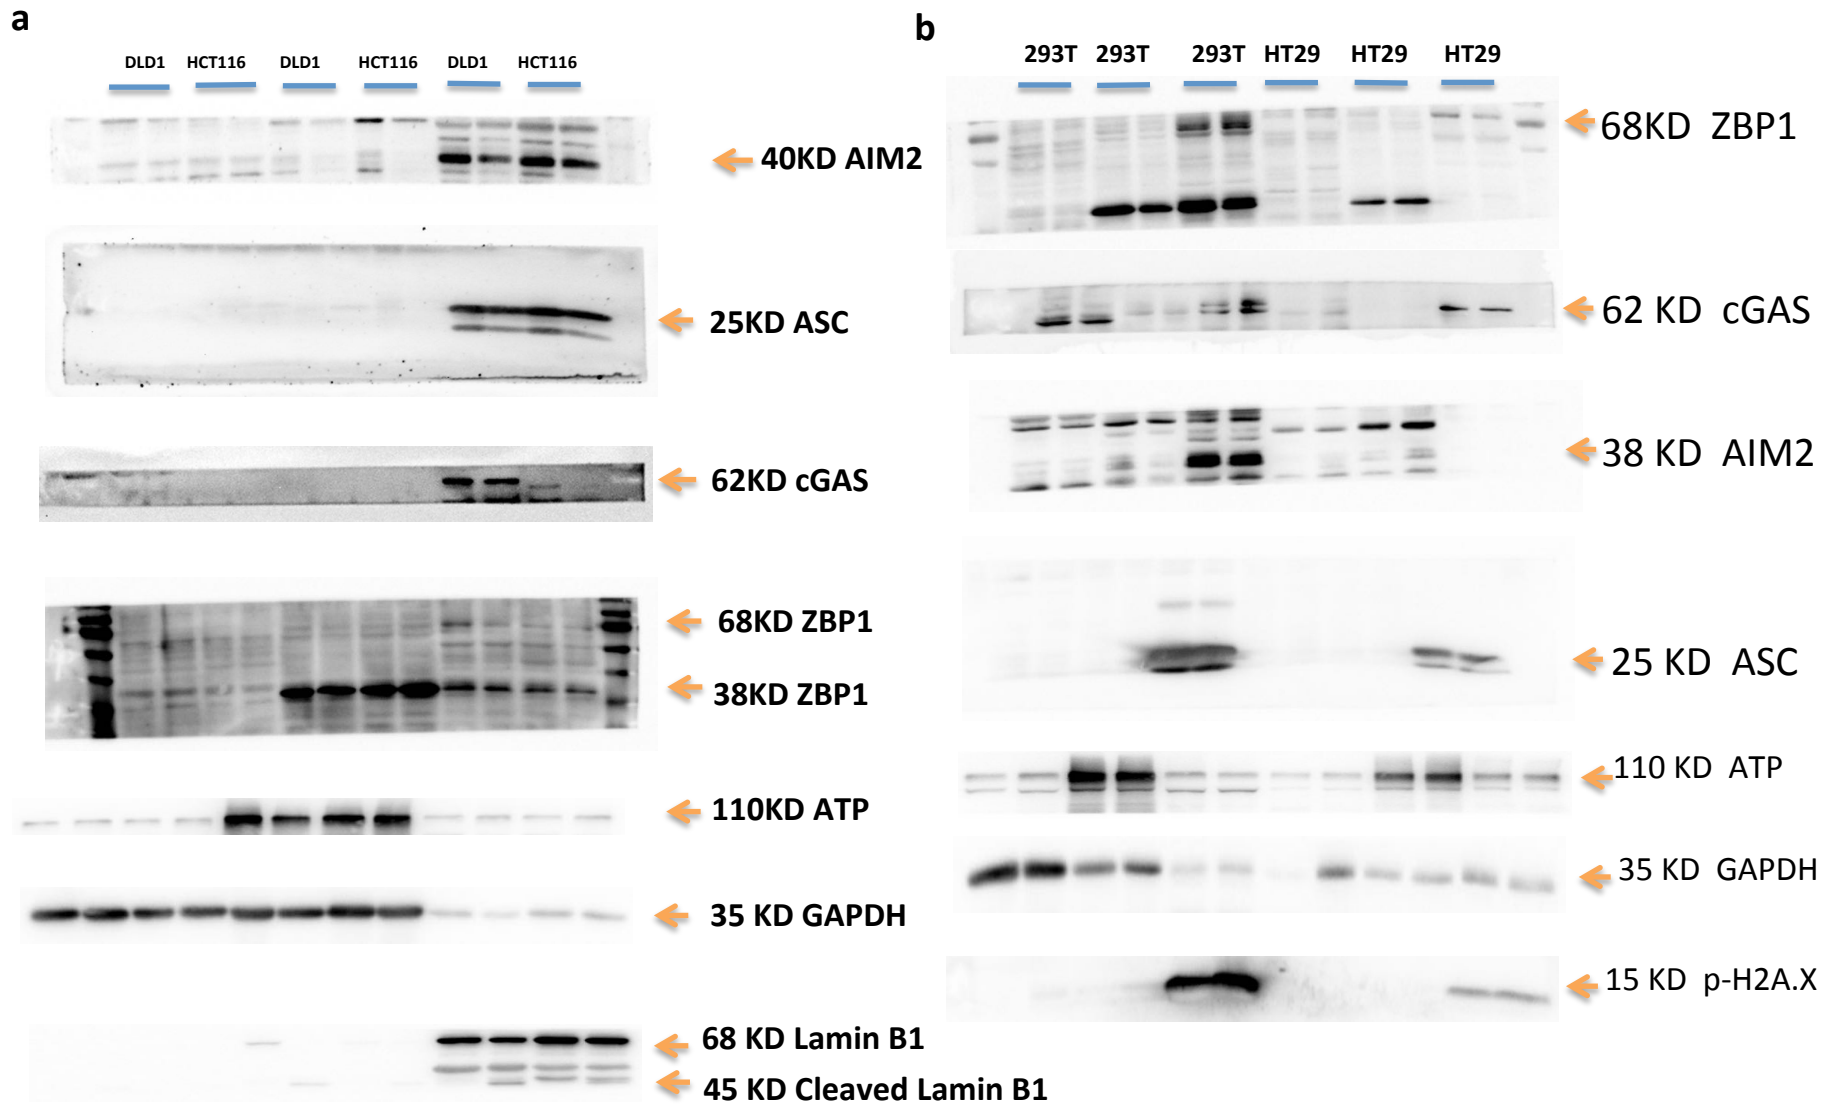 a
DLD1 HCT116 DLD1 HCT116 DLD1 HCT116
40KD AIM2
25KD ASC
62KD cGAS
68KD ZBP1
38KD ZBP1
110KD ATP
35 KD GAPDH
68 KD Lamin B1
45 KD Cleaved Lamin B1
b
293T 293T 293T HT29 HT29 HT29
68KD ZBP1
62 KD cGAS
38 KD AIM2
25 KD ASC
110 KD ATP
35 KD GAPDH
15 KD p-H2A.X